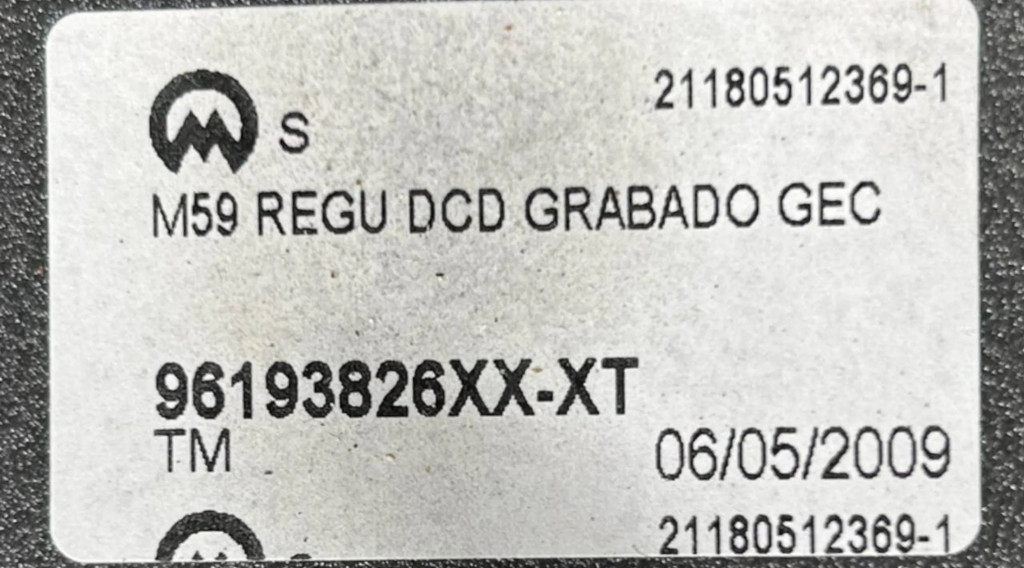 21180512369-1
S
M59 REGU DCD GRABADO GEC
96193826XX-XT
TM
06/05/2009
21180512369-1